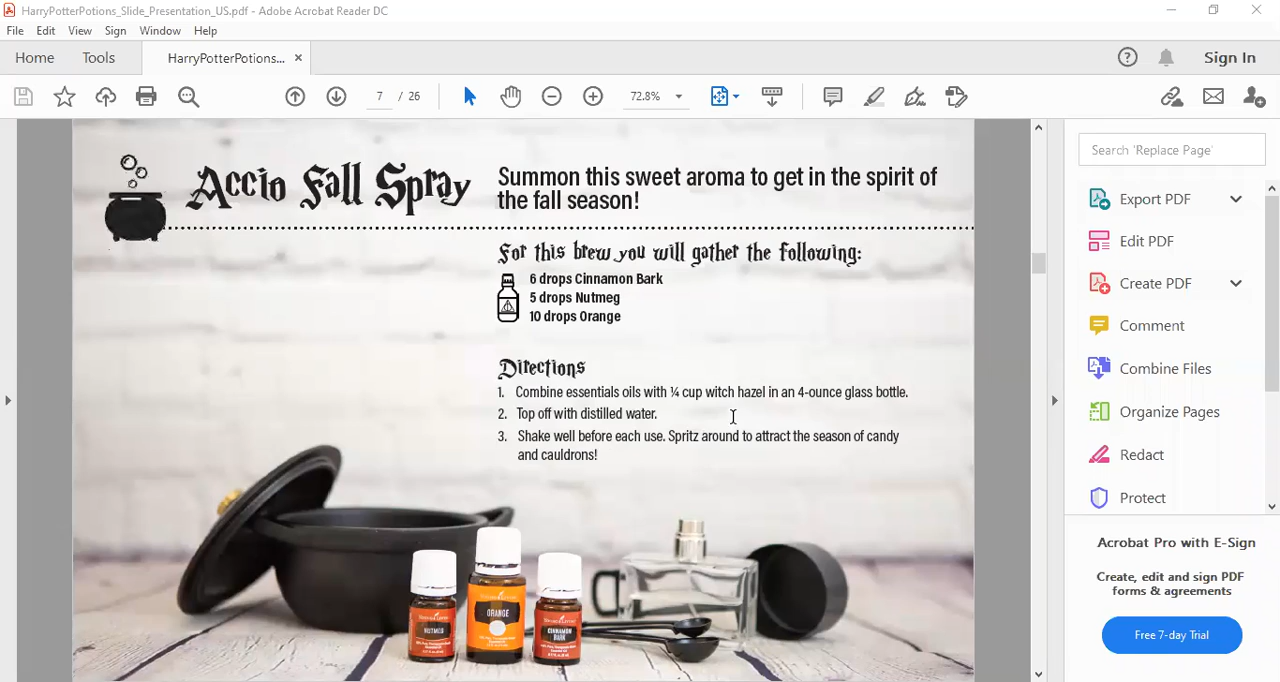 HarryPotterPotions_Slide_Presentation_US.pdf - Adobe Acrobat Reader DC
File Edit View Sign Window Help
Home Tools HarryPotterPotions... × Sign In
7 / 26 72.8%
Accio Fall Spray
Summon this sweet aroma to get in the spirit of
the fall season!
For this brew you will gather the following:
6 drops Cinnamon Bark
5 drops Nutmeg
10 drops Orange
Directions
1. Combine essentials oils with ¼ cup witch hazel in an 4-ounce glass bottle.
2. Top off with distilled water.
3. Shake well before each use. Spritz around to attract the season of candy
and cauldrons!
NUTMEG
ORANGE
CINNAMON
BARK
Search 'Replace Page'
Export PDF
Edit PDF
Create PDF
Comment
Combine Files
Organize Pages
Redact
Protect
Acrobat Pro with E-Sign
Create, edit and sign PDF
forms & agreements
Free 7-day Trial